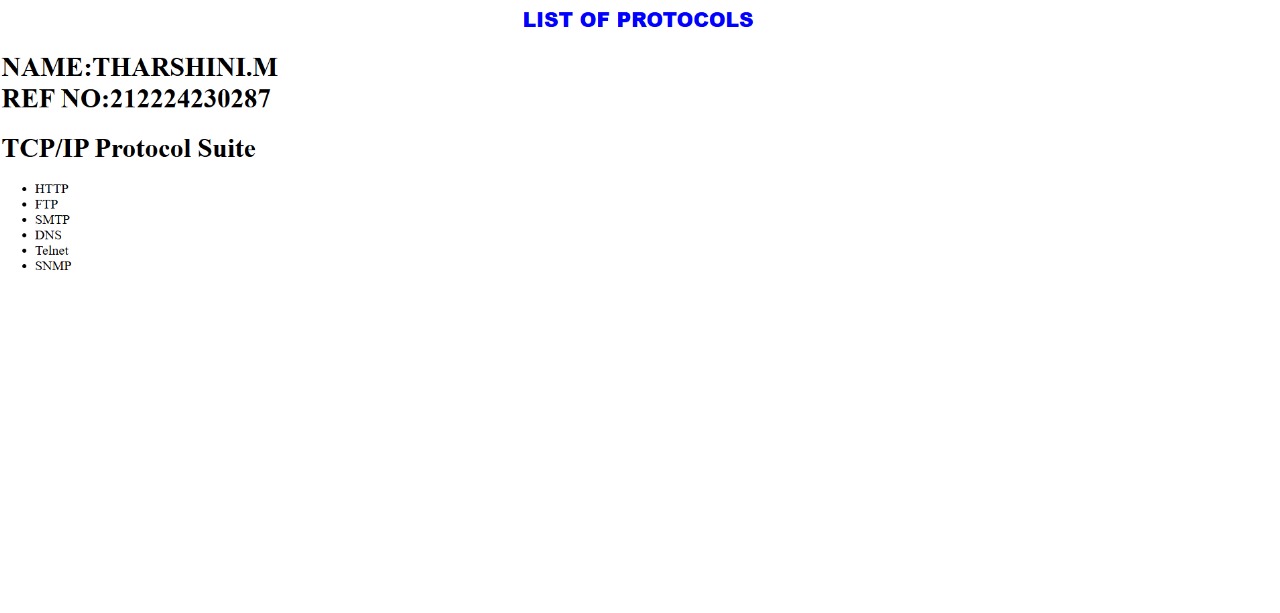 LIST OF PROTOCOLS
NAME:THARSHINI.M
REF NO:212224230287
TCP/IP Protocol Suite
• HTTP
• FTP
• SMTP
• DNS
• Telnet
• SNMP